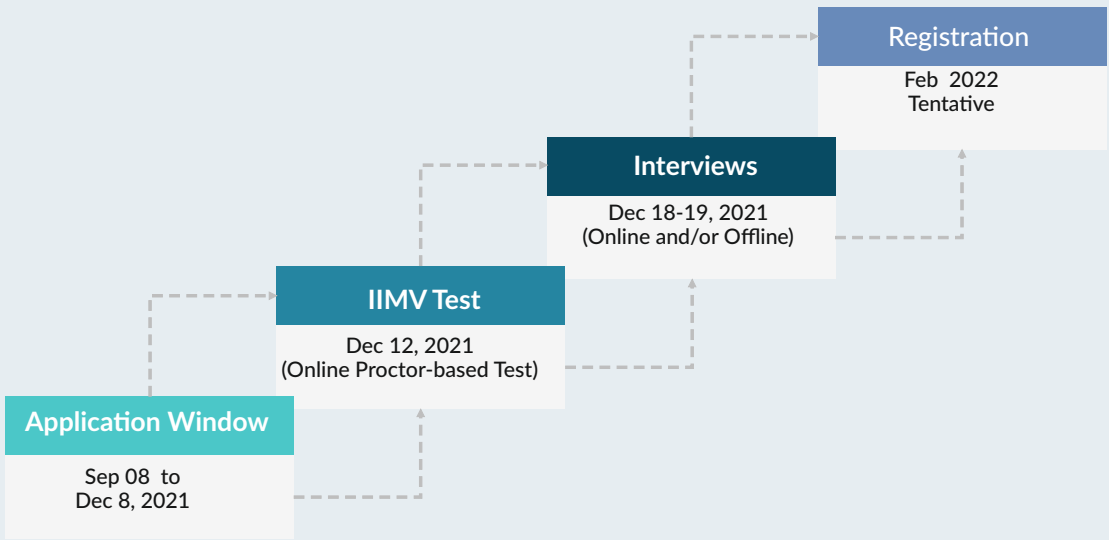 Registration
Feb 2022
Tentative
Interviews
Dec 18-19, 2021
(Online and/or Offline)
IIMV Test
Dec 12, 2021
(Online Proctor-based Test)
Application Window
Sep 08 to
Dec 8, 2021